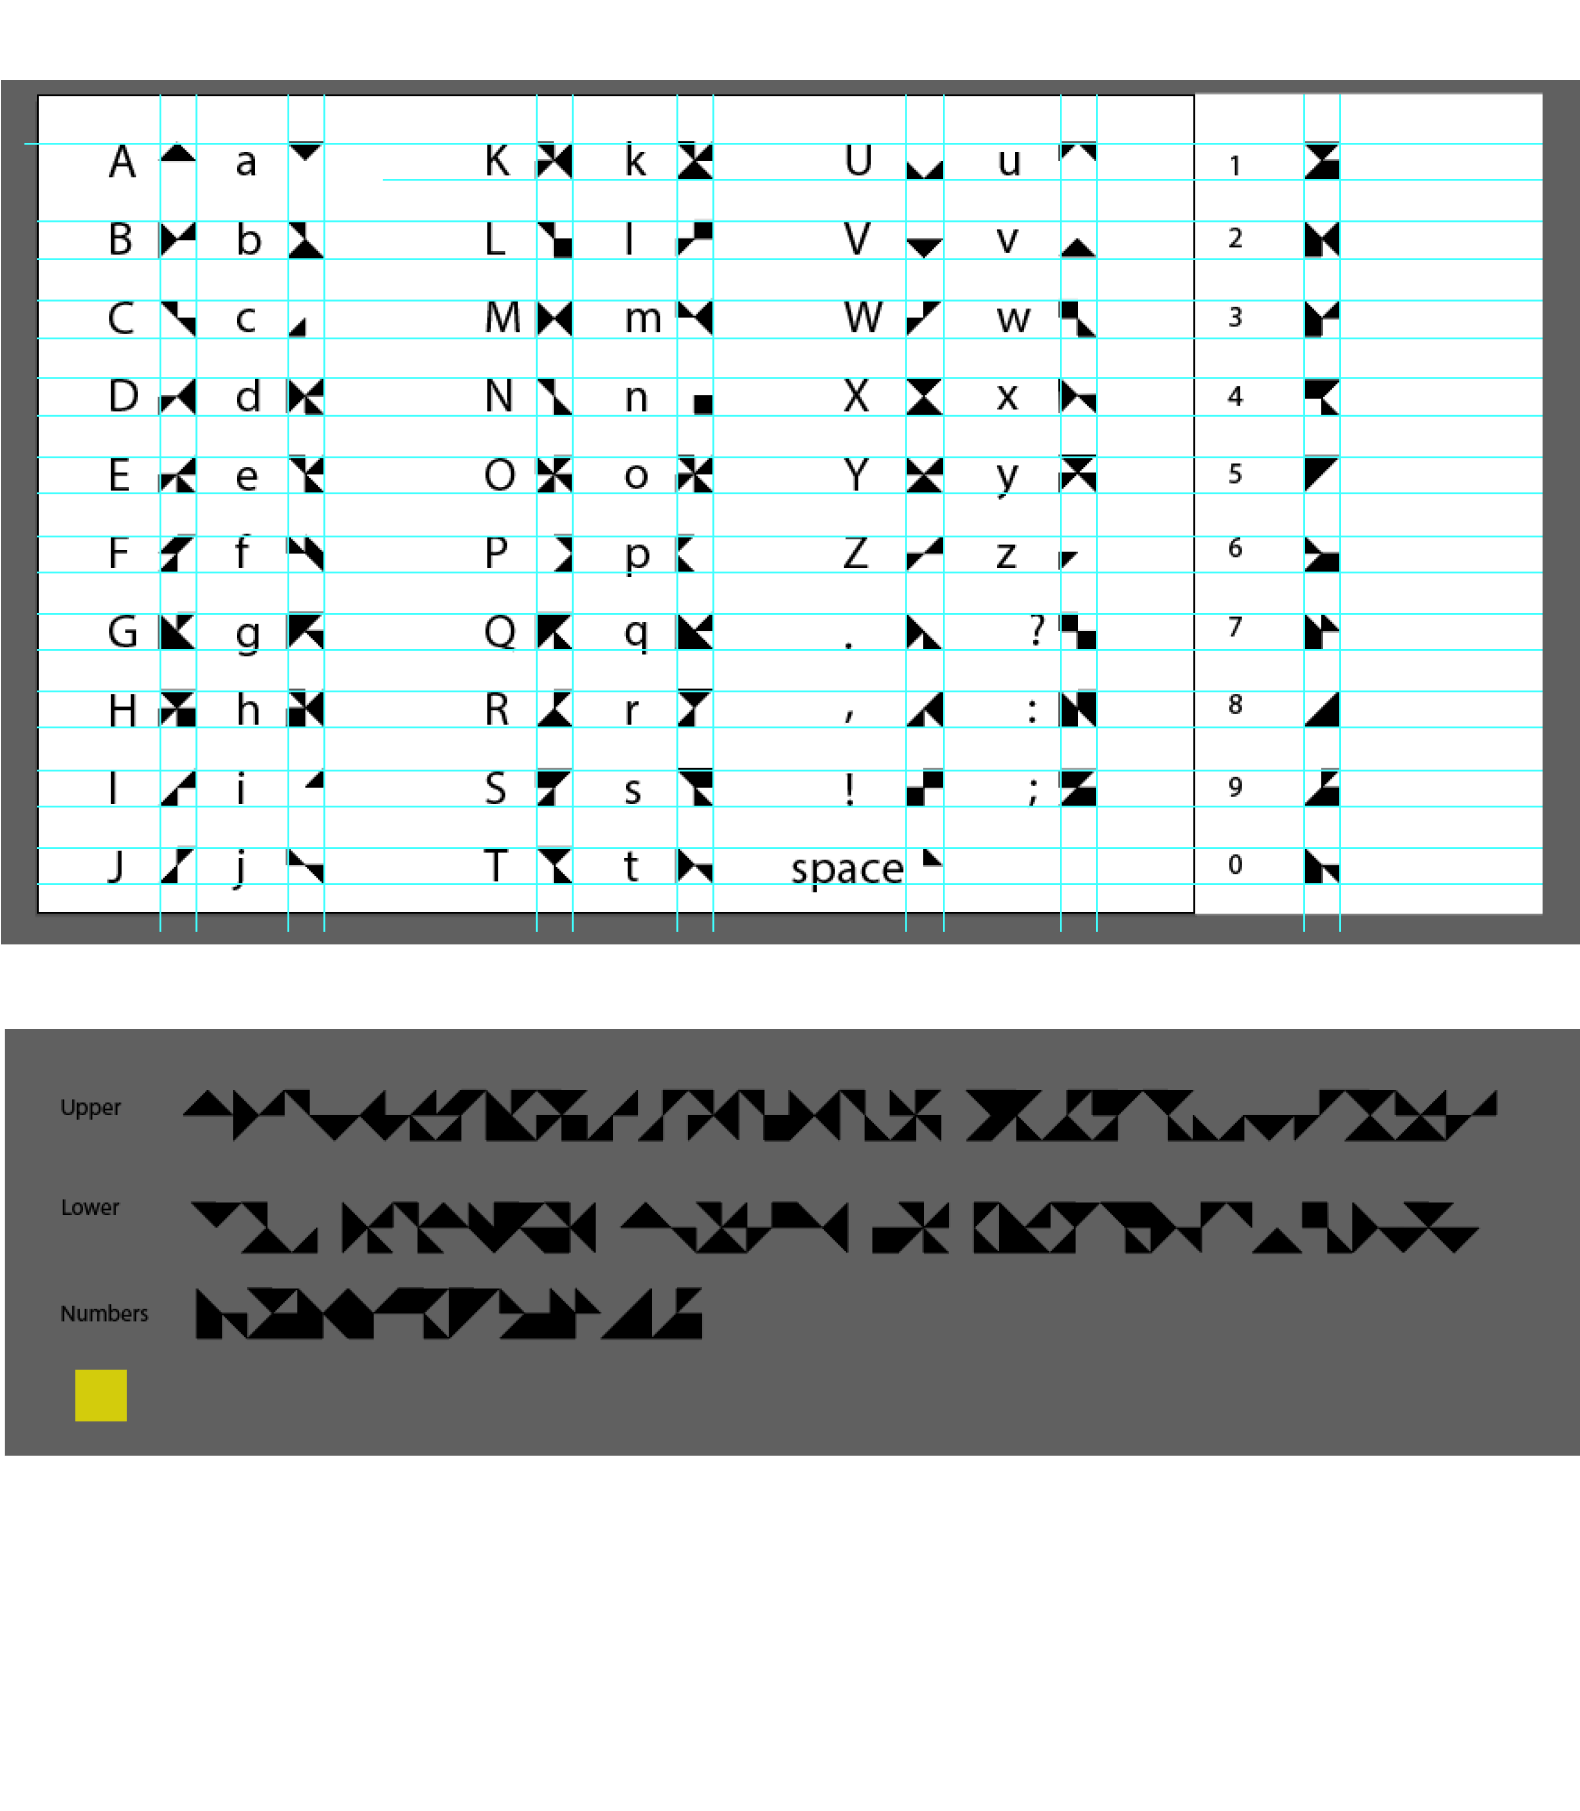 A a K k U u 1
B b L l V v 2
C c M m W w 3
D d N n X x 4
E e O o Y y 5
F f P p Z z 6
G g Q q . ? 7
H h R r , : 8
I i S s ! ; 9
J j T t space 0
Upper
Lower
Numbers